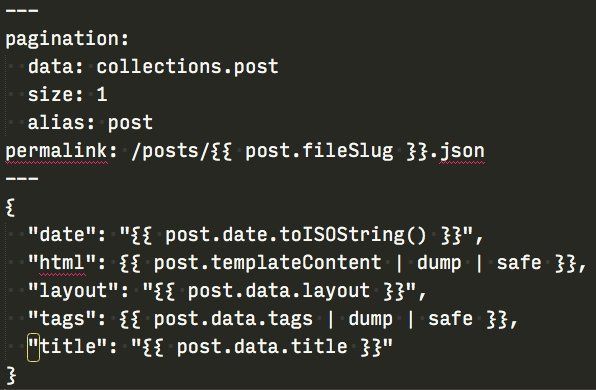 ---
pagination:
  data: collections.post
  size: 1
  alias: post
permalink: /posts/{{ post.fileSlug }}.json
---
{
  "date": "{{ post.date.toISOString() }}",
  "html": {{ post.templateContent | dump | safe }},
  "layout": "{{ post.data.layout }}",
  "tags": {{ post.data.tags | dump | safe }},
  "title": "{{ post.data.title }}"
}